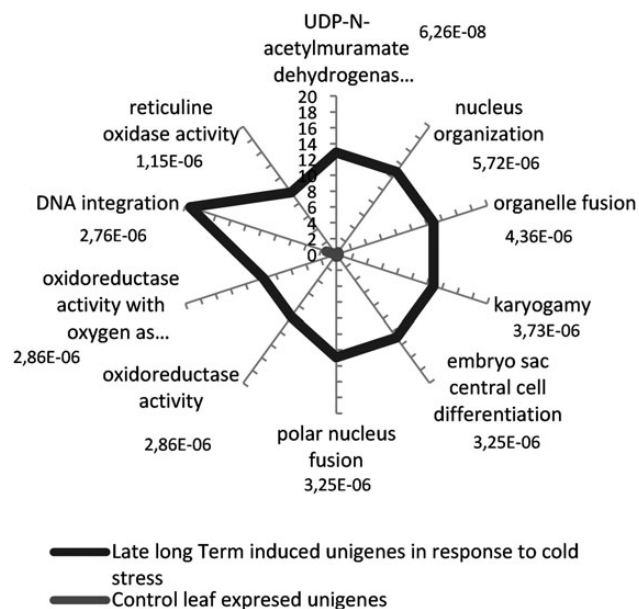 UDP-N-
acetylmuramate
dehydrogenas...
6,26E-08
20
18
16
14
12
10
8
6
4
2
0
nucleus
organization
5,72E-06
organelle fusion
4,36E-06
karyogamy
3,73E-06
embryo sac
central cell
differentiation
3,25E-06
polar nucleus
fusion
3,25E-06
oxidoreductase
activity
2,86E-06
oxidoreductase
activity with
oxygen as...
2,86E-06
DNA integration
2,76E-06
reticuline
oxidase activity
1,15E-06
Late long Term induced unigenes in response to cold
stress
Control leaf expresed unigenes